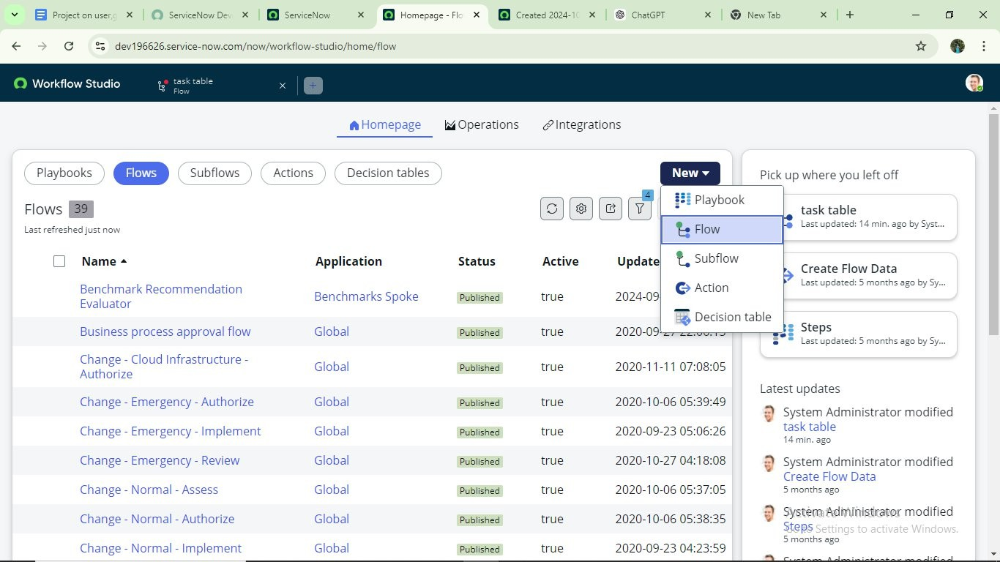 Project on user,g
ServiceNow Dev
ServiceNow
Homepage - Flo
Created 2024-10
ChatGPT
New Tab
dev196626.service-now.com/now/workflow-studio/home/flow
Workflow Studio
task table
Flow
Homepage
Operations
Integrations
Playbooks
Flows
Subflows
Actions
Decision tables
New
Playbook
Flow
Subflow
Action
Decision table
Flows 39
4
Last refreshed just now
Name Application Status Active Update
Benchmark Recommendation
Evaluator
Benchmarks Spoke Published true 2024-09-
Business process approval flow Global Published true 2020-09-27 22:06:13
Change - Cloud Infrastructure -
Authorize
Global Published true 2020-11-11 07:08:05
Change - Emergency - Authorize Global Published true 2020-10-06 05:39:49
Change - Emergency - Implement Global Published true 2020-09-23 05:06:26
Change - Emergency - Review Global Published true 2020-10-27 04:18:08
Change - Normal - Assess Global Published true 2020-10-06 05:37:05
Change - Normal - Authorize Global Published true 2020-10-06 05:38:35
Change - Normal - Implement Global Published true 2020-09-23 04:23:59
Pick up where you left off
task table
Last updated: 14 min. ago by Syst...
Create Flow Data
Last updated: 5 months ago by Sy...
Steps
Last updated: 5 months ago by Sy...
Latest updates
System Administrator modified
task table
14 min. ago
System Administrator modified
Create Flow Data
5 months ago
System Administrator modified
Steps
5 months ago
System Administrator modified
Activate Windows
Go to Settings to activate Windows.